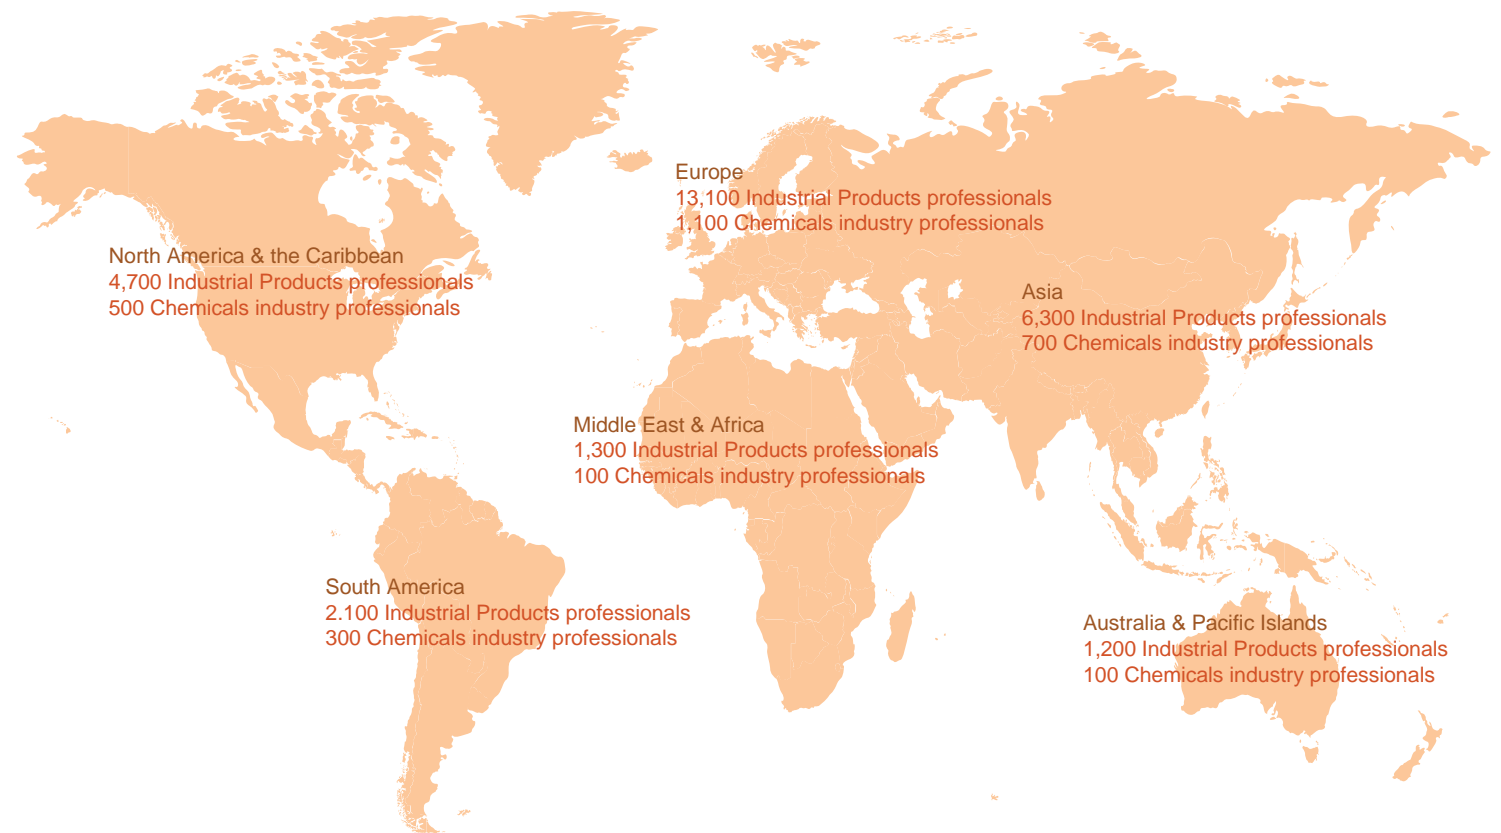 Europe
13,100 Industrial Products professionals
1,100 Chemicals industry professionals
North America & the Caribbean
4,700 Industrial Products professionals
500 Chemicals industry professionals
Asia
6,300 Industrial Products professionals
700 Chemicals industry professionals
Middle East & Africa
1,300 Industrial Products professionals
100 Chemicals industry professionals
South America
2.100 Industrial Products professionals
300 Chemicals industry professionals
Australia & Pacific Islands
1,200 Industrial Products professionals
100 Chemicals industry professionals